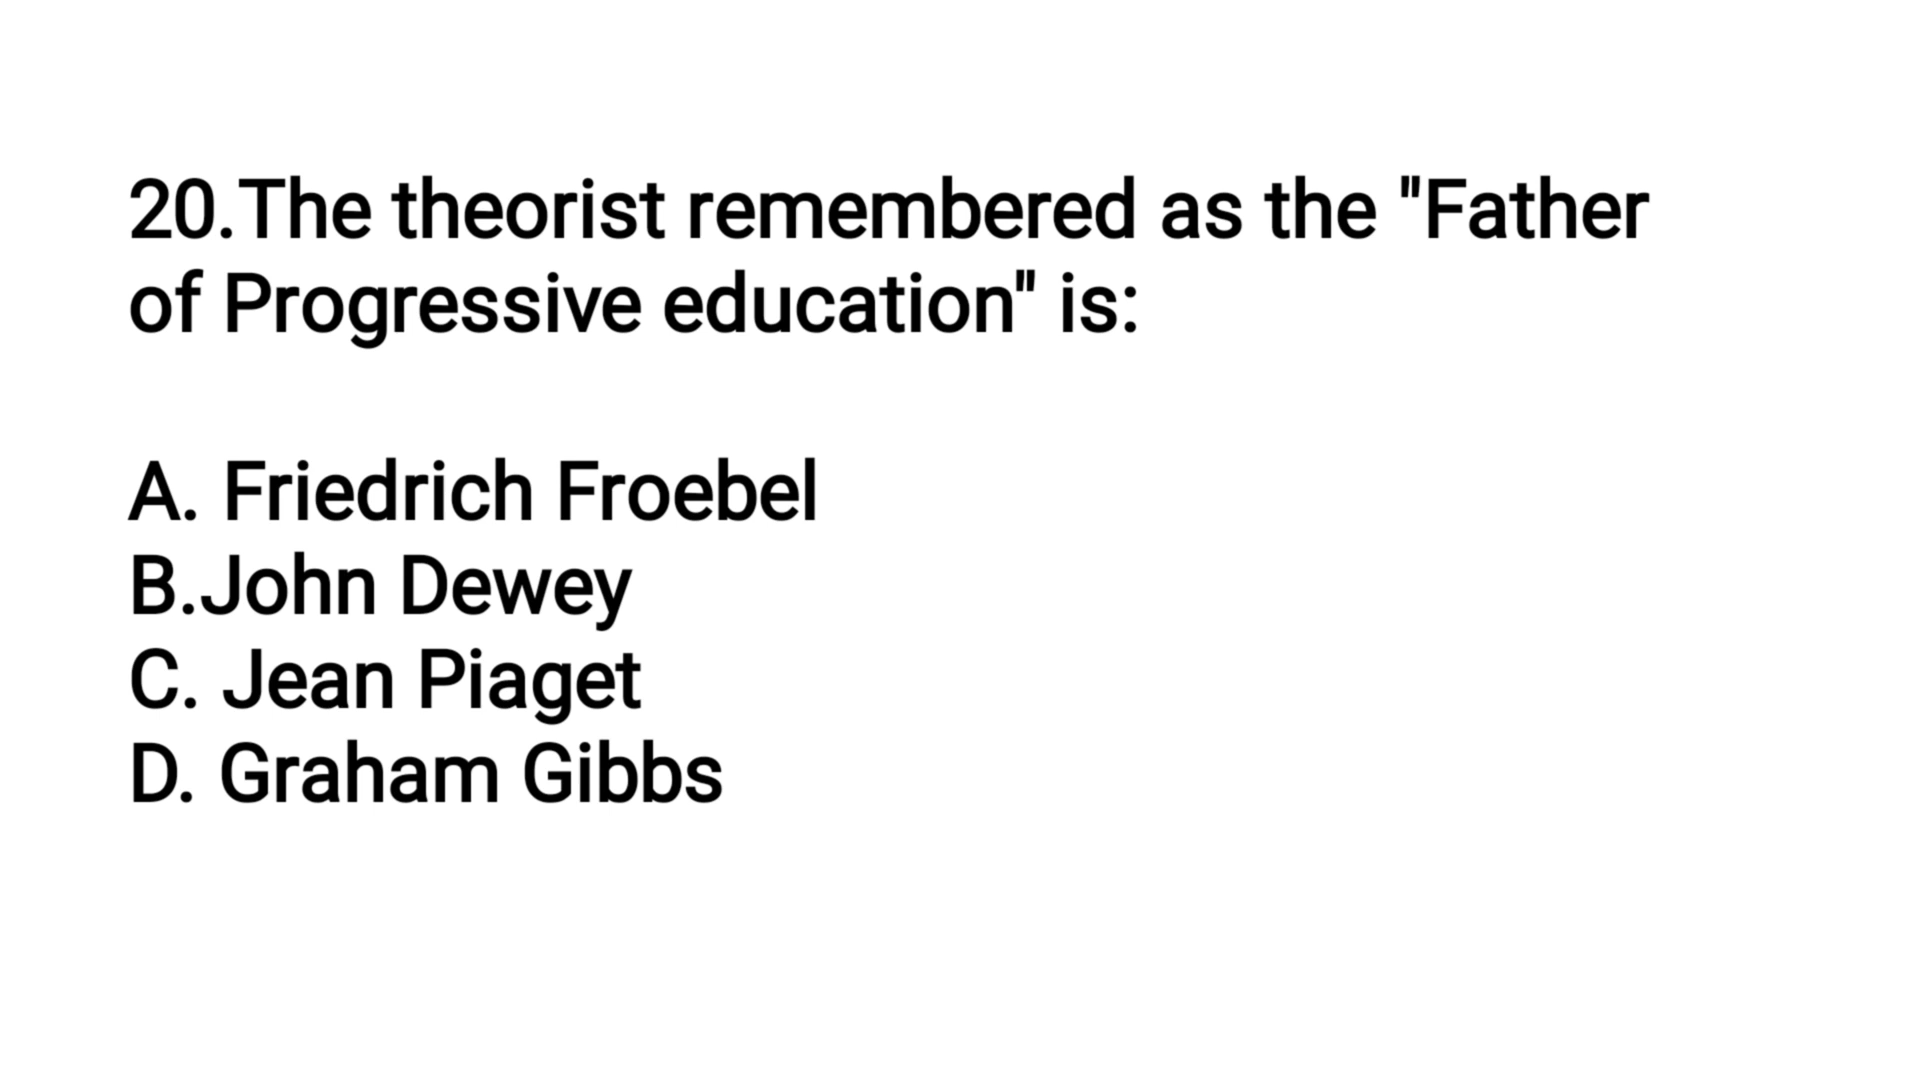 20.The theorist remembered as the "Father
of Progressive education" is:
A. Friedrich Froebel
B.John Dewey
C. Jean Piaget
D. Graham Gibbs